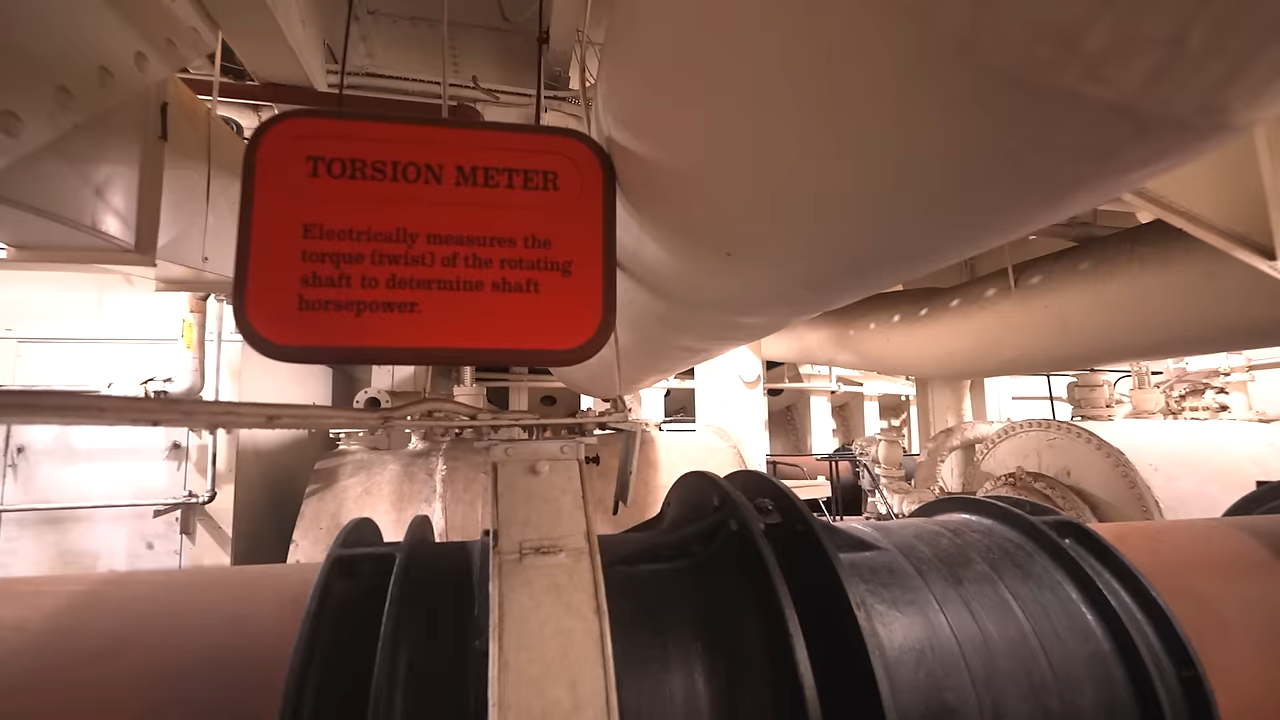 TORSION METER
Electrically measures the
torque (twist) of the rotating
shaft to determine shaft
horsepower.